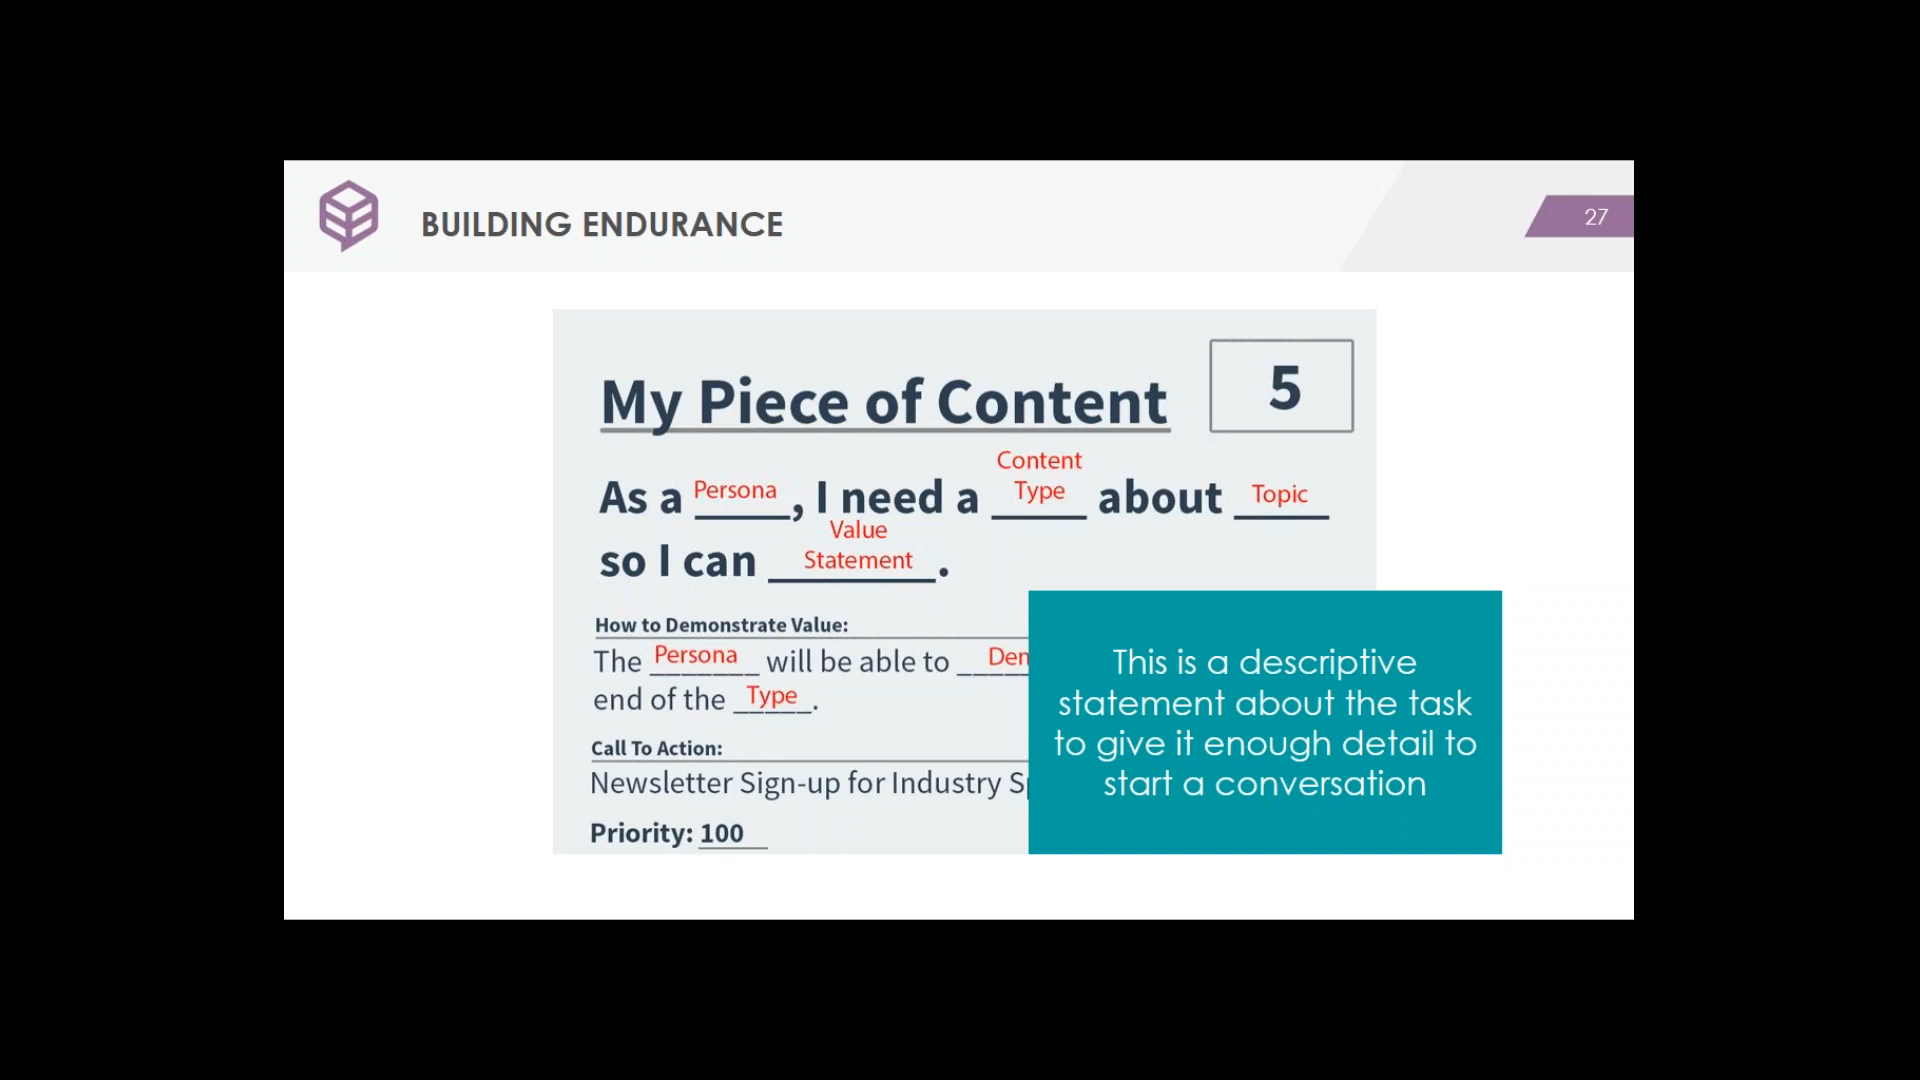 BUILDING ENDURANCE
27
My Piece of Content
5
As a Persona, I need a Content Type about Topic
so I can Value Statement.
How to Demonstrate Value:
The Persona will be able to
end of the Type.
Call To Action:
Newsletter Sign-up for Industry
Priority: 100
This is a descriptive
statement about the task
to give it enough detail to
start a conversation